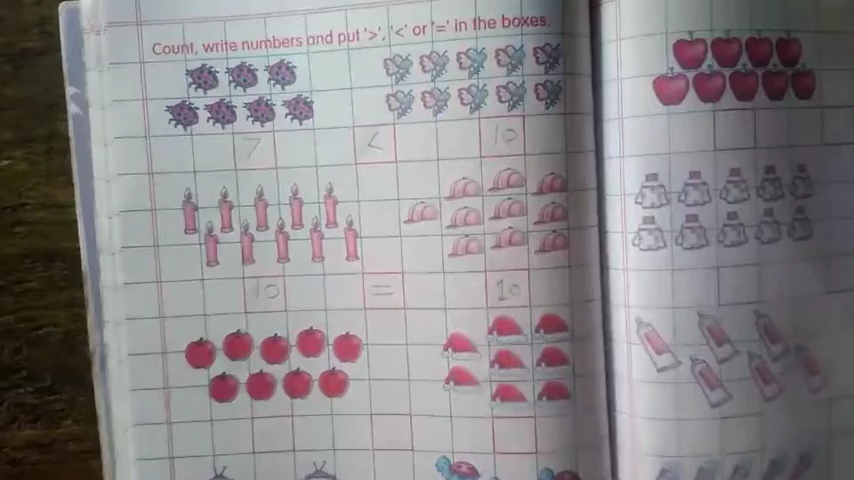 Count, write numbers and put '>', '<' or '=' in the boxes.
7 < 10
10 = 10